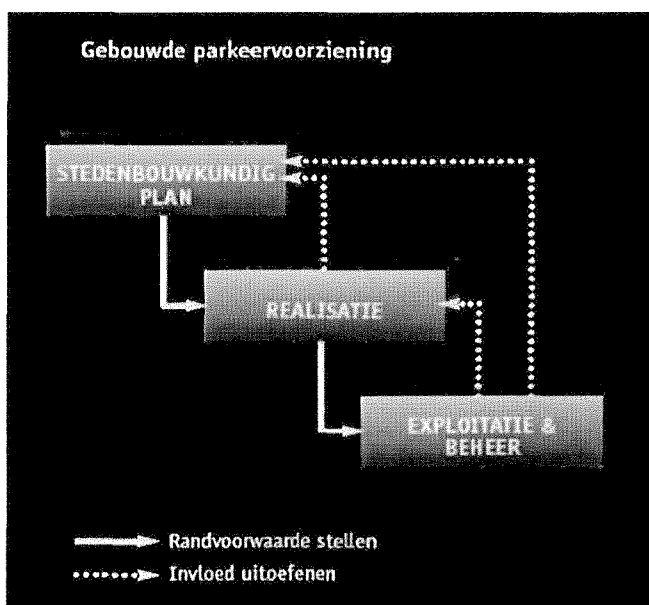 Gebouwde parkeervoorziening
STEDENBOUWKUNDIG
PLAN
REALISATIE
EXPLOITATIE &
BEHEER
Randvoorwaarde stellen
Invloed uitoefenen